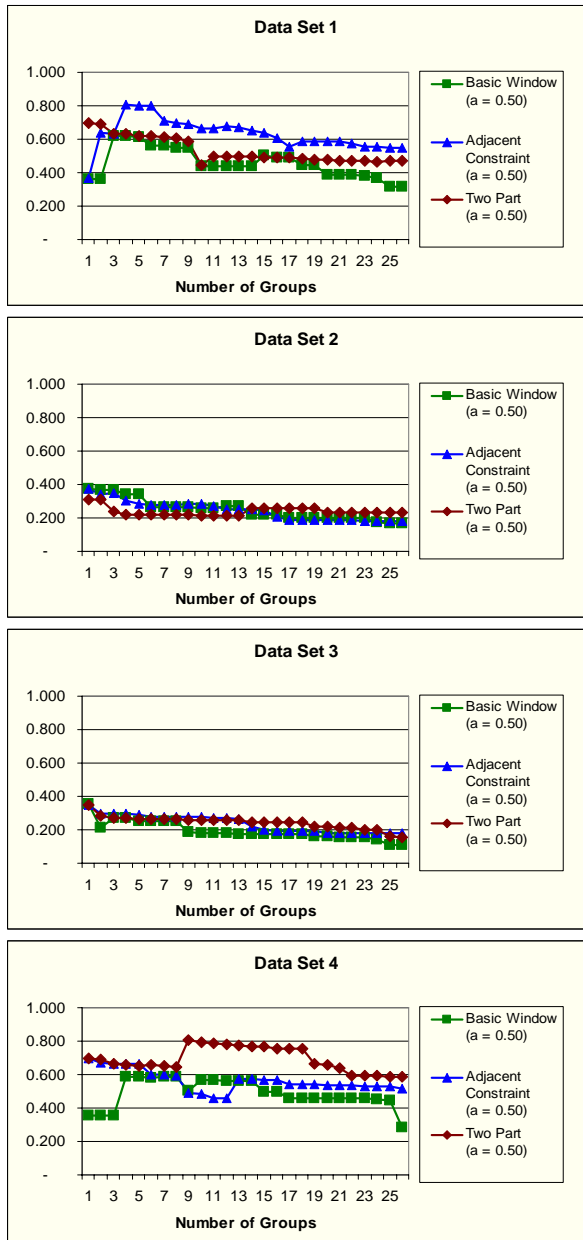 Data Set 1
1.000
0.800
0.600
0.400
0.200
-
1 3 5 7 9 11 13 15 17 19 21 23 25
Number of Groups
Basic Window
(a = 0.50)
Adjacent
Constraint
(a = 0.50)
Two Part
(a = 0.50)
Data Set 2
1.000
0.800
0.600
0.400
0.200
-
1 3 5 7 9 11 13 15 17 19 21 23 25
Number of Groups
Basic Window
(a = 0.50)
Adjacent
Constraint
(a = 0.50)
Two Part
(a = 0.50)
Data Set 3
1.000
0.800
0.600
0.400
0.200
-
1 3 5 7 9 11 13 15 17 19 21 23 25
Number of Groups
Basic Window
(a = 0.50)
Adjacent
Constraint
(a = 0.50)
Two Part
(a = 0.50)
Data Set 4
1.000
0.800
0.600
0.400
0.200
-
1 3 5 7 9 11 13 15 17 19 21 23 25
Number of Groups
Basic Window
(a = 0.50)
Adjacent
Constraint
(a = 0.50)
Two Part
(a = 0.50)